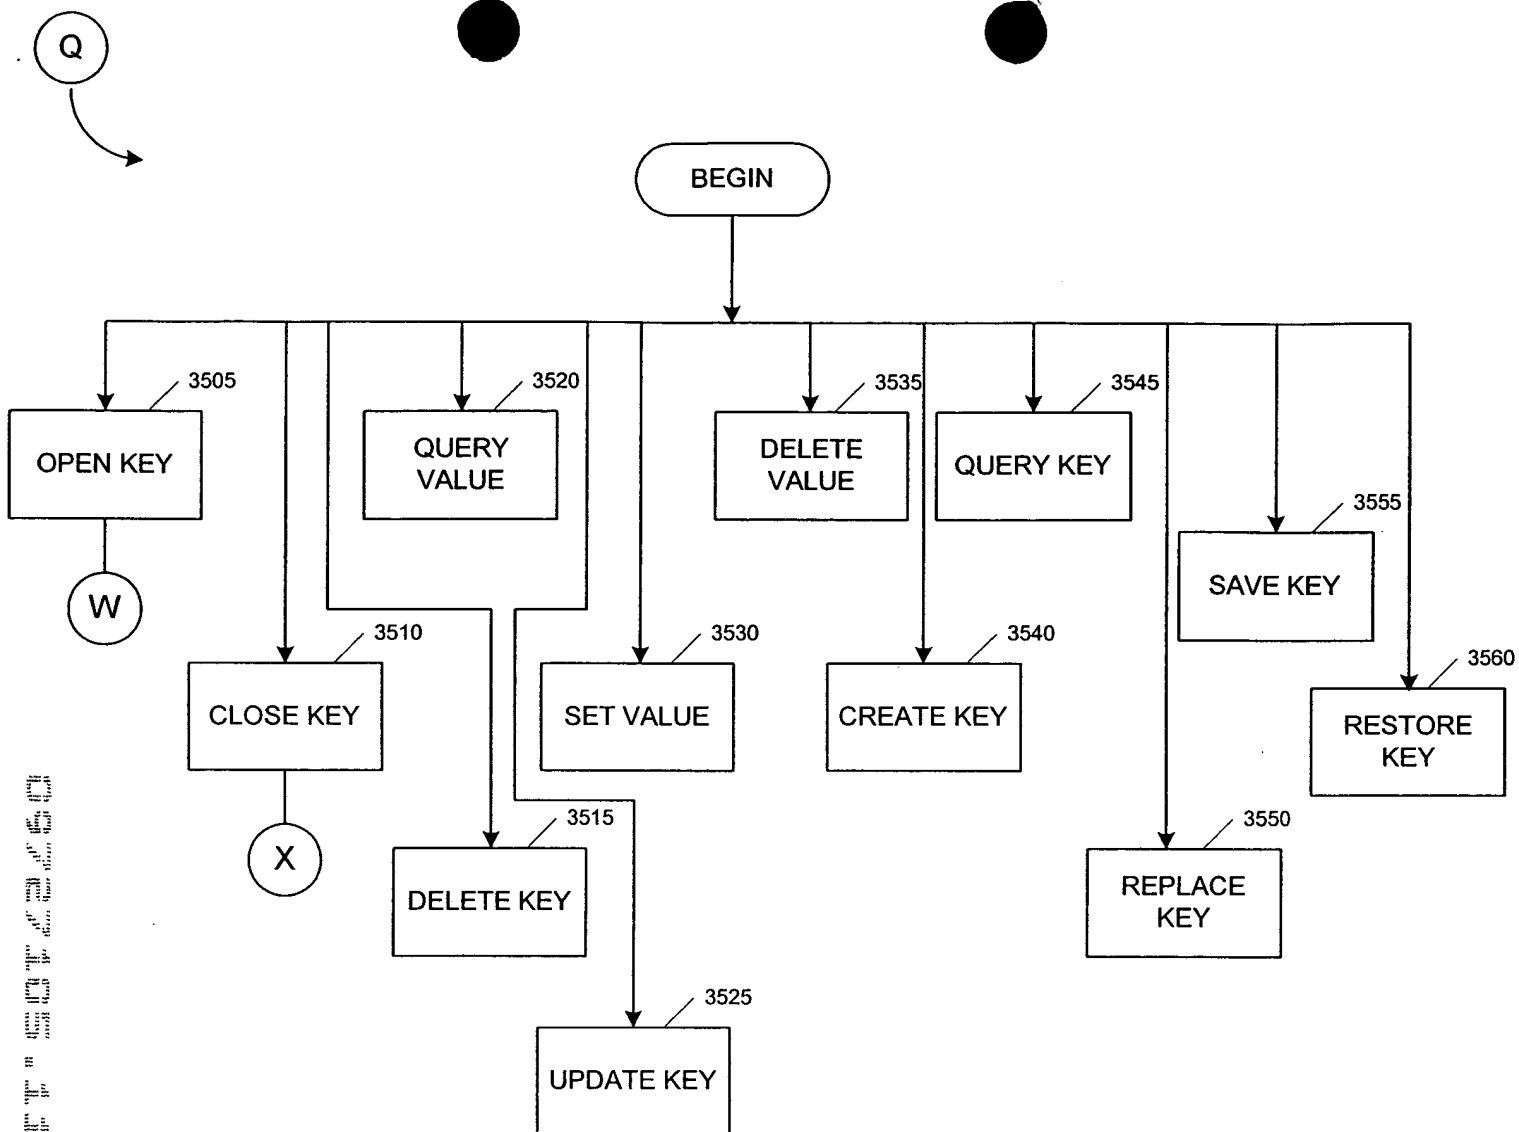 Q
BEGIN
3505
3520
3535
3545
OPEN KEY
QUERY
VALUE
DELETE
VALUE
QUERY KEY
3555
SAVE KEY
W
3510
3530
3540
3560
CLOSE KEY
SET VALUE
CREATE KEY
RESTORE
KEY
X
3515
3550
DELETE KEY
REPLACE
KEY
3525
UPDATE KEY